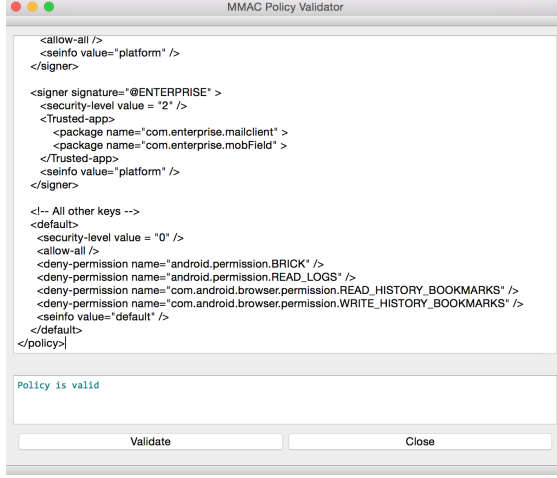 MMAC Policy Validator
<allow-all />
<seinfo value="platform" />
</signer>
<signer signature="@ENTERPRISE" >
<security-level value = "2" />
<Trusted-app>
<package name="com.enterprise.mailclient" >
<package name="com.enterprise.mobField" >
</Trusted-app>
<seinfo value="platform" />
</signer>
<!-- All other keys -->
<default>
<security-level value = "0" />
<allow-all />
<deny-permission name="android.permission.BRICK" />
<deny-permission name="android.permission.READ_LOGS" />
<deny-permission name="com.android.browser.permission.READ_HISTORY_BOOKMARKS" />
<deny-permission name="com.android.browser.permission.WRITE_HISTORY_BOOKMARKS" />
<seinfo value="default" />
</default>
</policy>
Policy is valid
Validate
Close